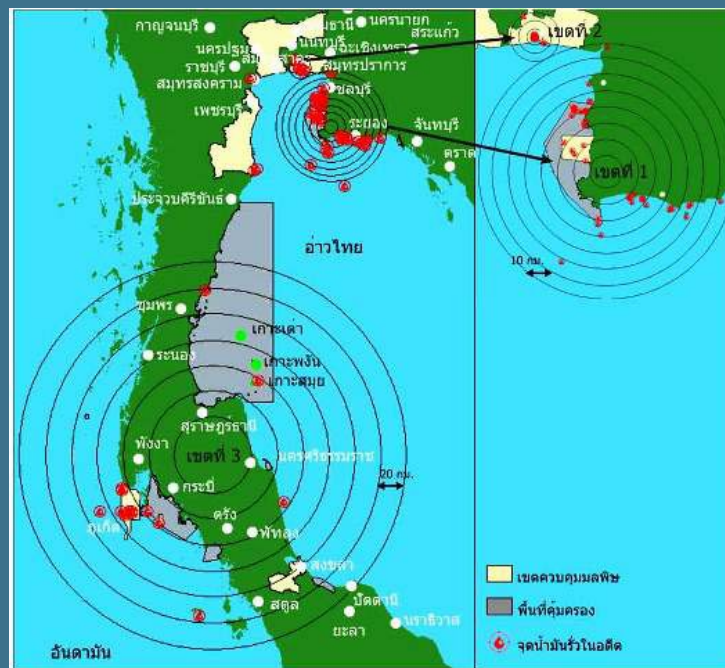 กาญจนบุรี
นครนายก
สระแก้ว
นครปฐม
นนทบุรี
ฉะเชิงเทรา
ราชบุรี
สมุทรปราการ
สมุทรสงคราม
ชลบุรี
เพชรบุรี
ระยอง
จันทบุรี
ตราด
ประจวบคีรีขันธ์
อ่าวไทย
ชุมพร
เกาะเต่า
ระนอง
เกาะพงัน
เกาะสมุย
สุราษฎร์ธานี
เขตที่ 3
พังงา
นครศรีธรรมราช
กระบี่
20 กม.
ภูเก็ต
ตรัง
พัทลุง
สงขลา
สตูล
ปัตตานี
ยะลา
นราธิวาส
อันดามัน
เขตที่ 2
เขตที่ 1
10 กม.
เขตควบคุมมลพิษ
พื้นที่คุ้มครอง
จุดน้ำมันรั่วในอดีต